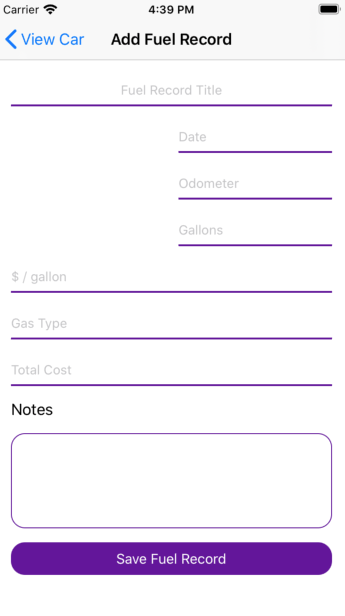 Carrier 4:39 PM
View Car Add Fuel Record
Fuel Record Title
Date
Odometer
Gallons
$ / gallon
Gas Type
Total Cost
Notes
Save Fuel Record